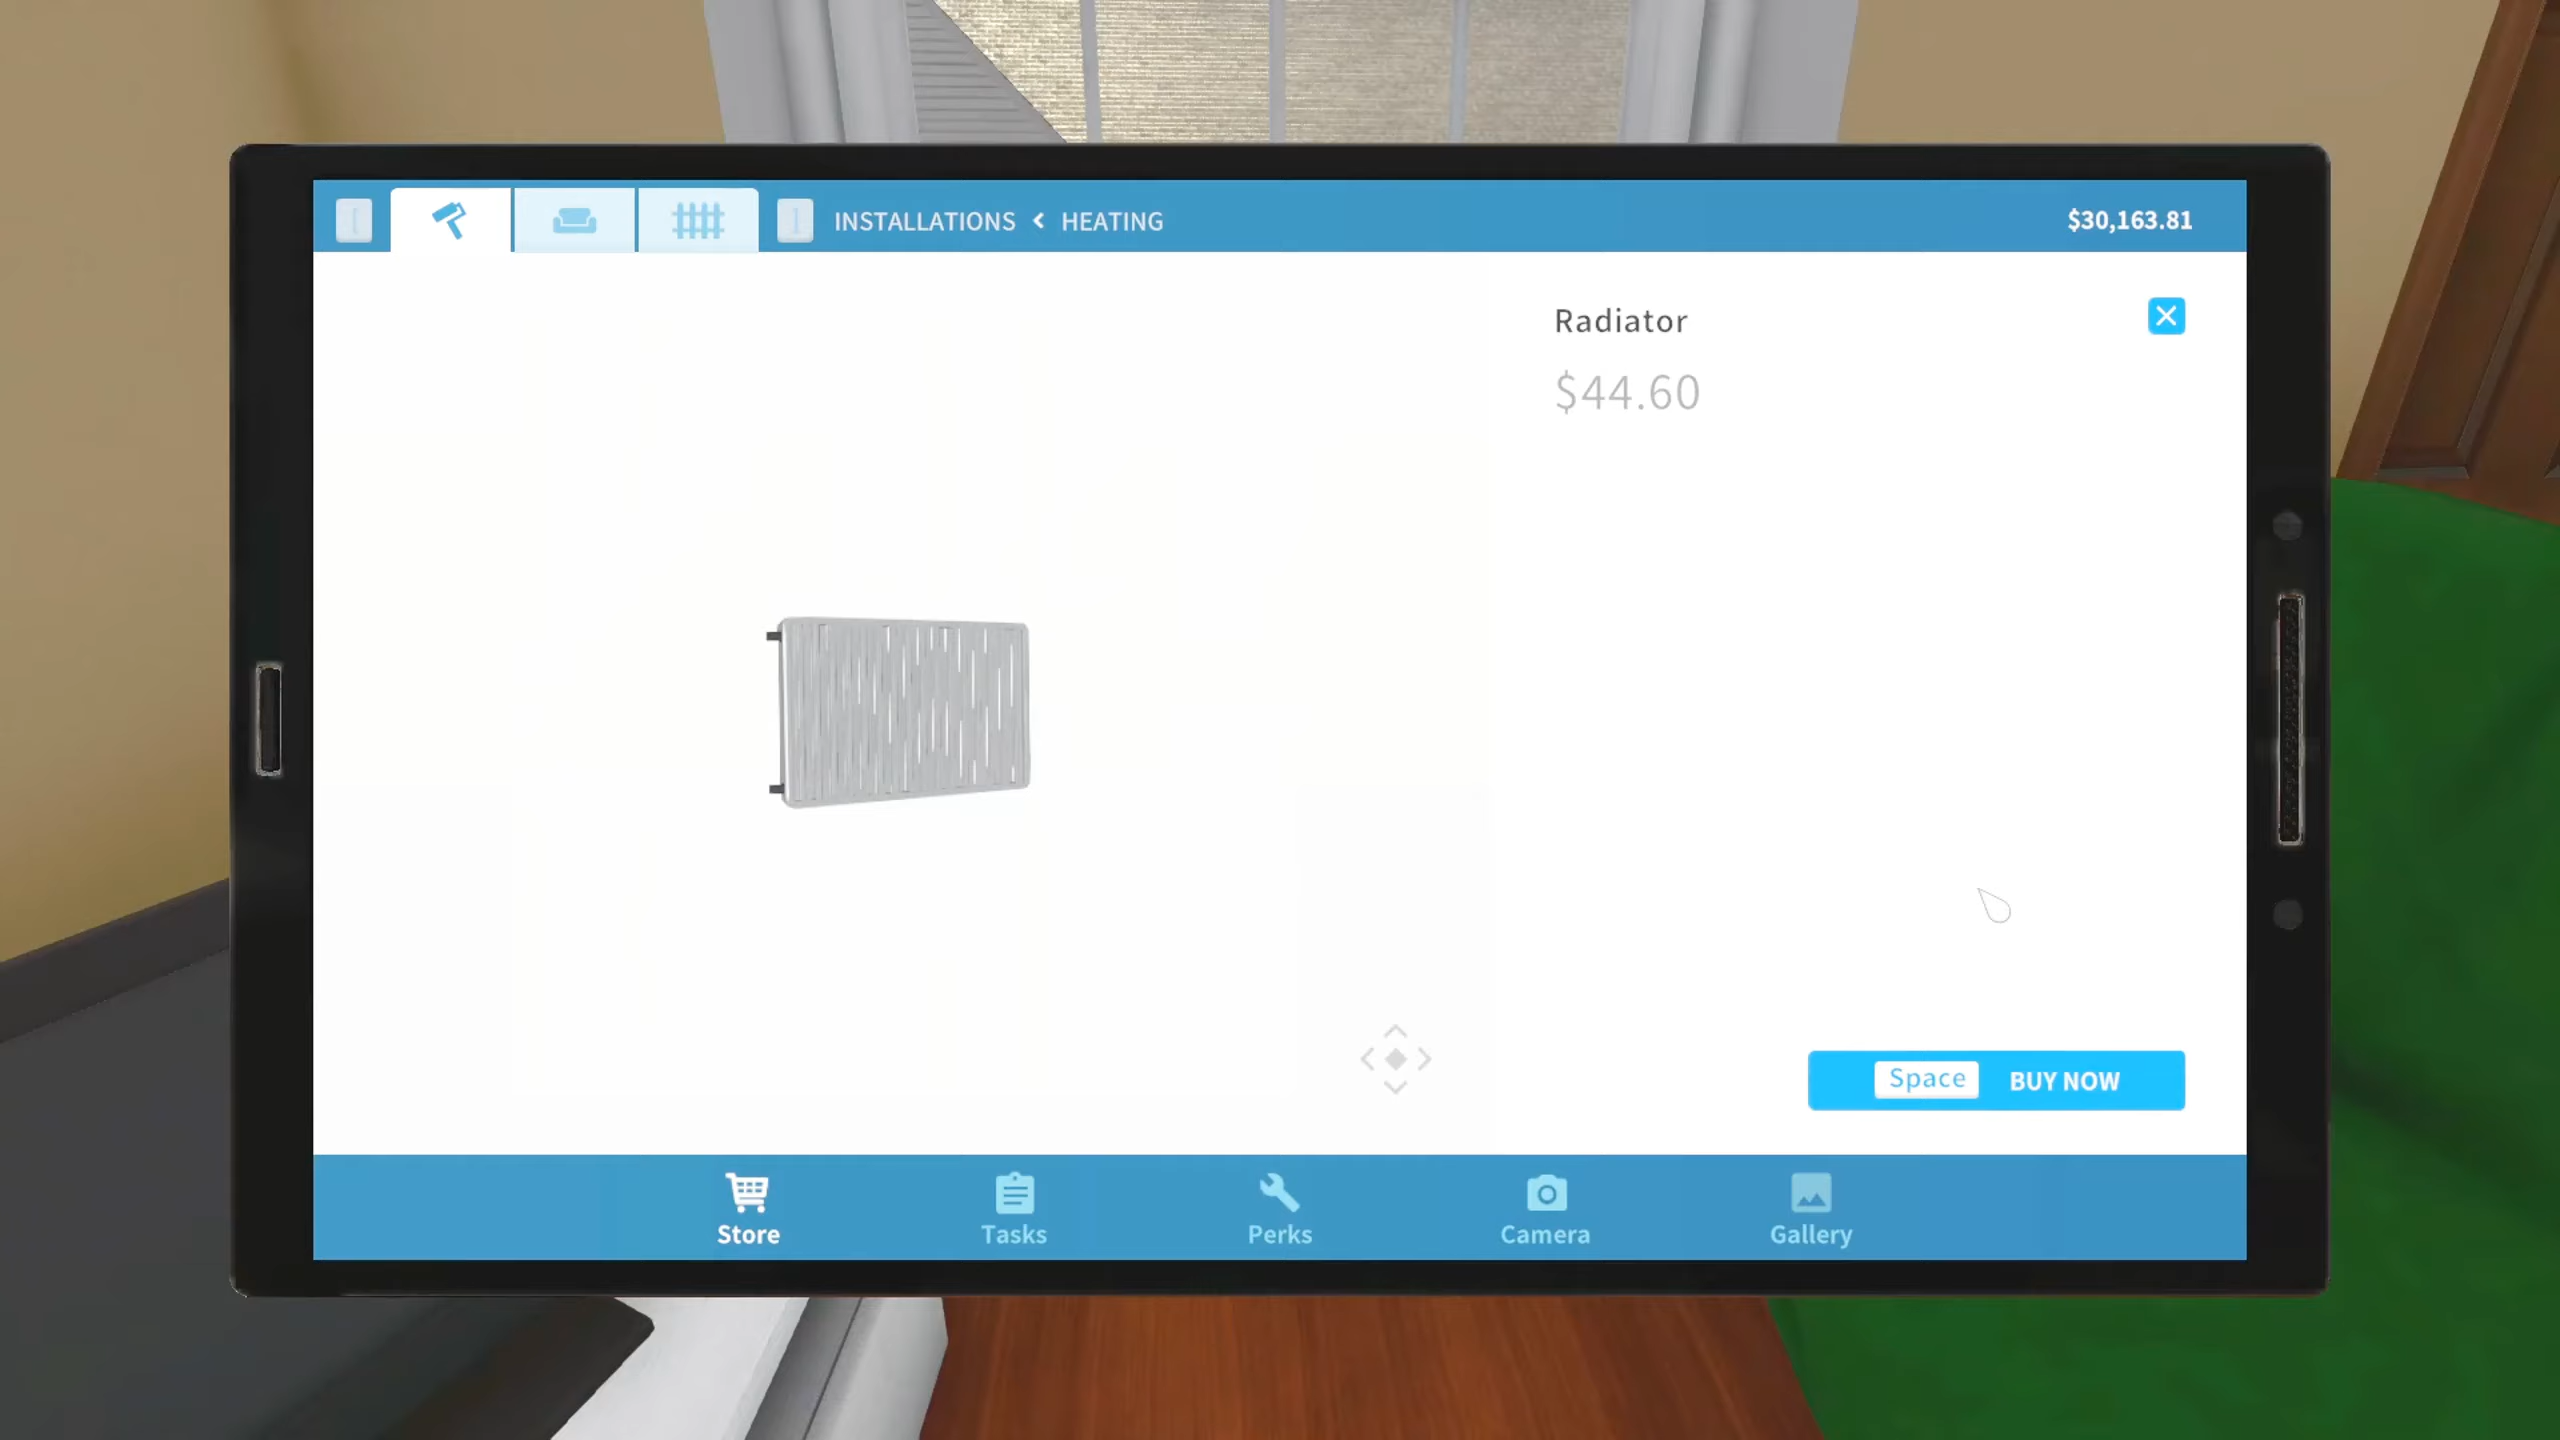 INSTALLATIONS < HEATING
$30,163.81
Radiator
$44.60
Space BUY NOW
Store
Tasks
Perks
Camera
Gallery